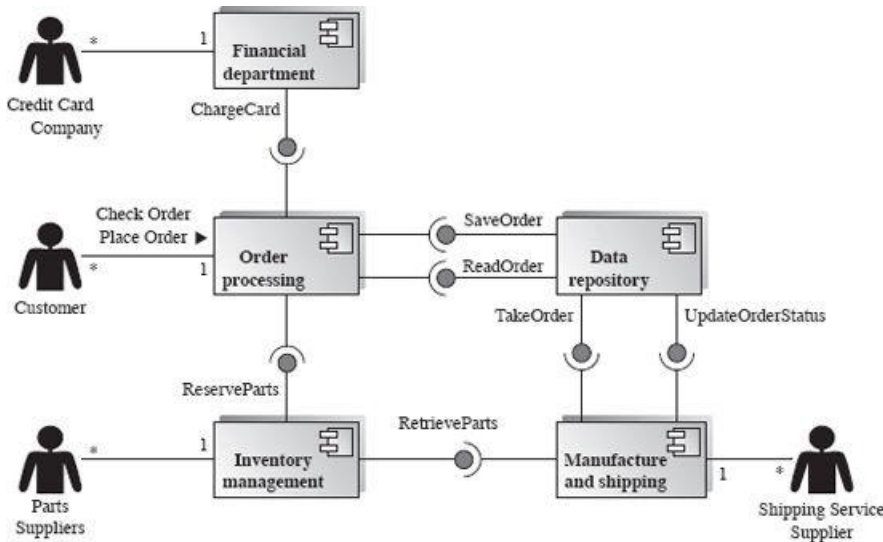 *
1
Financial
department
Credit Card
Company
ChargeCard
Check Order
Place Order ►
*
1
Order
processing
SaveOrder
ReadOrder
Data
repository
Customer
TakeOrder
UpdateOrderStatus
ReserveParts
RetrieveParts
*
1
Inventory
management
Manufacture
and shipping
1
*
Parts
Suppliers
Shipping Service
Supplier